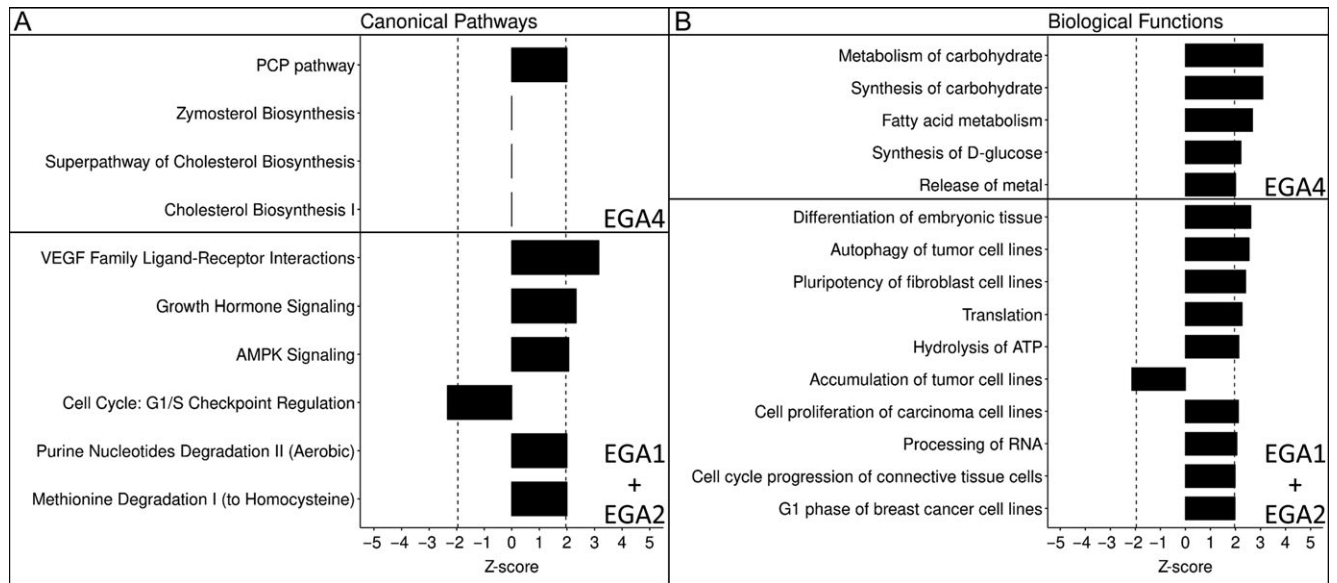 A
Canonical Pathways
PCP pathway
Zymosterol Biosynthesis
Superpathway of Cholesterol Biosynthesis
Cholesterol Biosynthesis I
EGA4
VEGF Family Ligand-Receptor Interactions
Growth Hormone Signaling
AMPK Signaling
Cell Cycle: G1/S Checkpoint Regulation
Purine Nucleotides Degradation II (Aerobic)
Methionine Degradation I (to Homocysteine)
EGA1
+
EGA2
−5 −4 −3 −2 −1 0 1 2 3 4 5
Z-score
B
Biological Functions
Metabolism of carbohydrate
Synthesis of carbohydrate
Fatty acid metabolism
Synthesis of D-glucose
Release of metal
EGA4
Differentiation of embryonic tissue
Autophagy of tumor cell lines
Pluripotency of fibroblast cell lines
Translation
Hydrolysis of ATP
Accumulation of tumor cell lines
Cell proliferation of carcinoma cell lines
Processing of RNA
Cell cycle progression of connective tissue cells
G1 phase of breast cancer cell lines
EGA1
+
EGA2
−5 −4 −3 −2 −1 0 1 2 3 4 5
Z-score